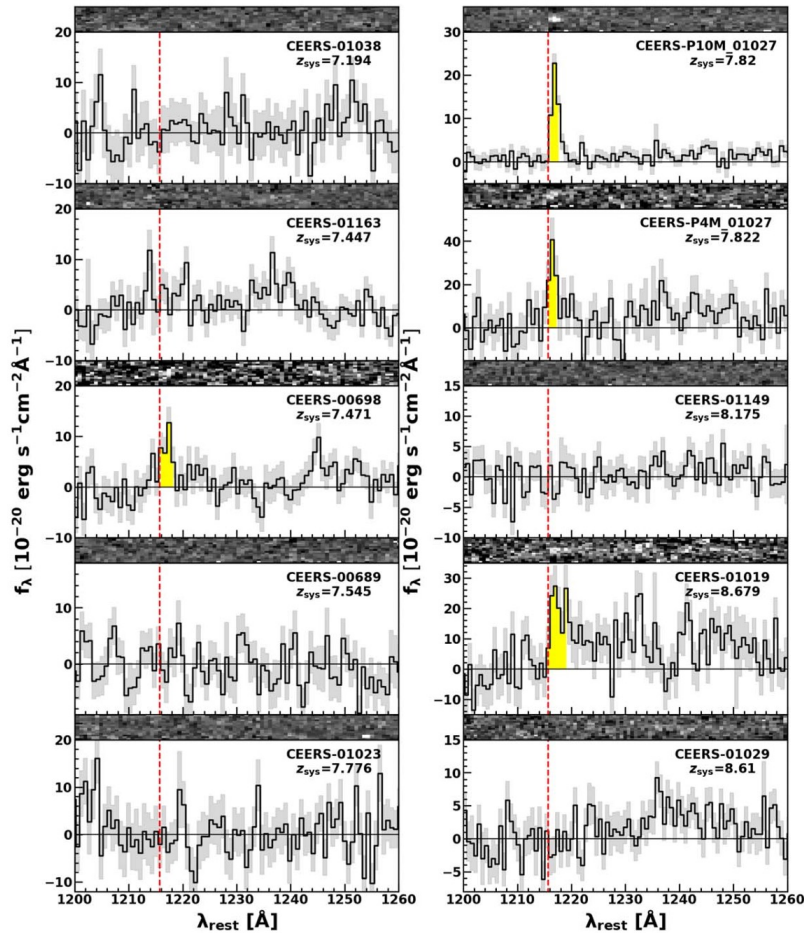 20
10
0
−10
CEERS-01038
z_sys=7.194
20
10
0
−10
CEERS-01163
z_sys=7.447
20
10
0
−10
CEERS-00698
z_sys=7.471
10
0
CEERS-00689
z_sys=7.545
20
10
0
−10
CEERS-01023
z_sys=7.776
1200 1210 1220 1230 1240 1250 1260
λ_rest [Å]
f_λ [10⁻²⁰ erg s⁻¹cm⁻²Å⁻¹]
30
20
10
0
CEERS-P10M_01027
z_sys=7.82
40
20
0
CEERS-P4M_01027
z_sys=7.822
15
10
5
0
−5
−10
CEERS-01149
z_sys=8.175
30
20
10
0
−10
CEERS-01019
z_sys=8.679
15
10
5
0
−5
CEERS-01029
z_sys=8.61
1200 1210 1220 1230 1240 1250 1260
λ_rest [Å]
f_λ [10⁻²⁰ erg s⁻¹cm⁻²Å⁻¹]